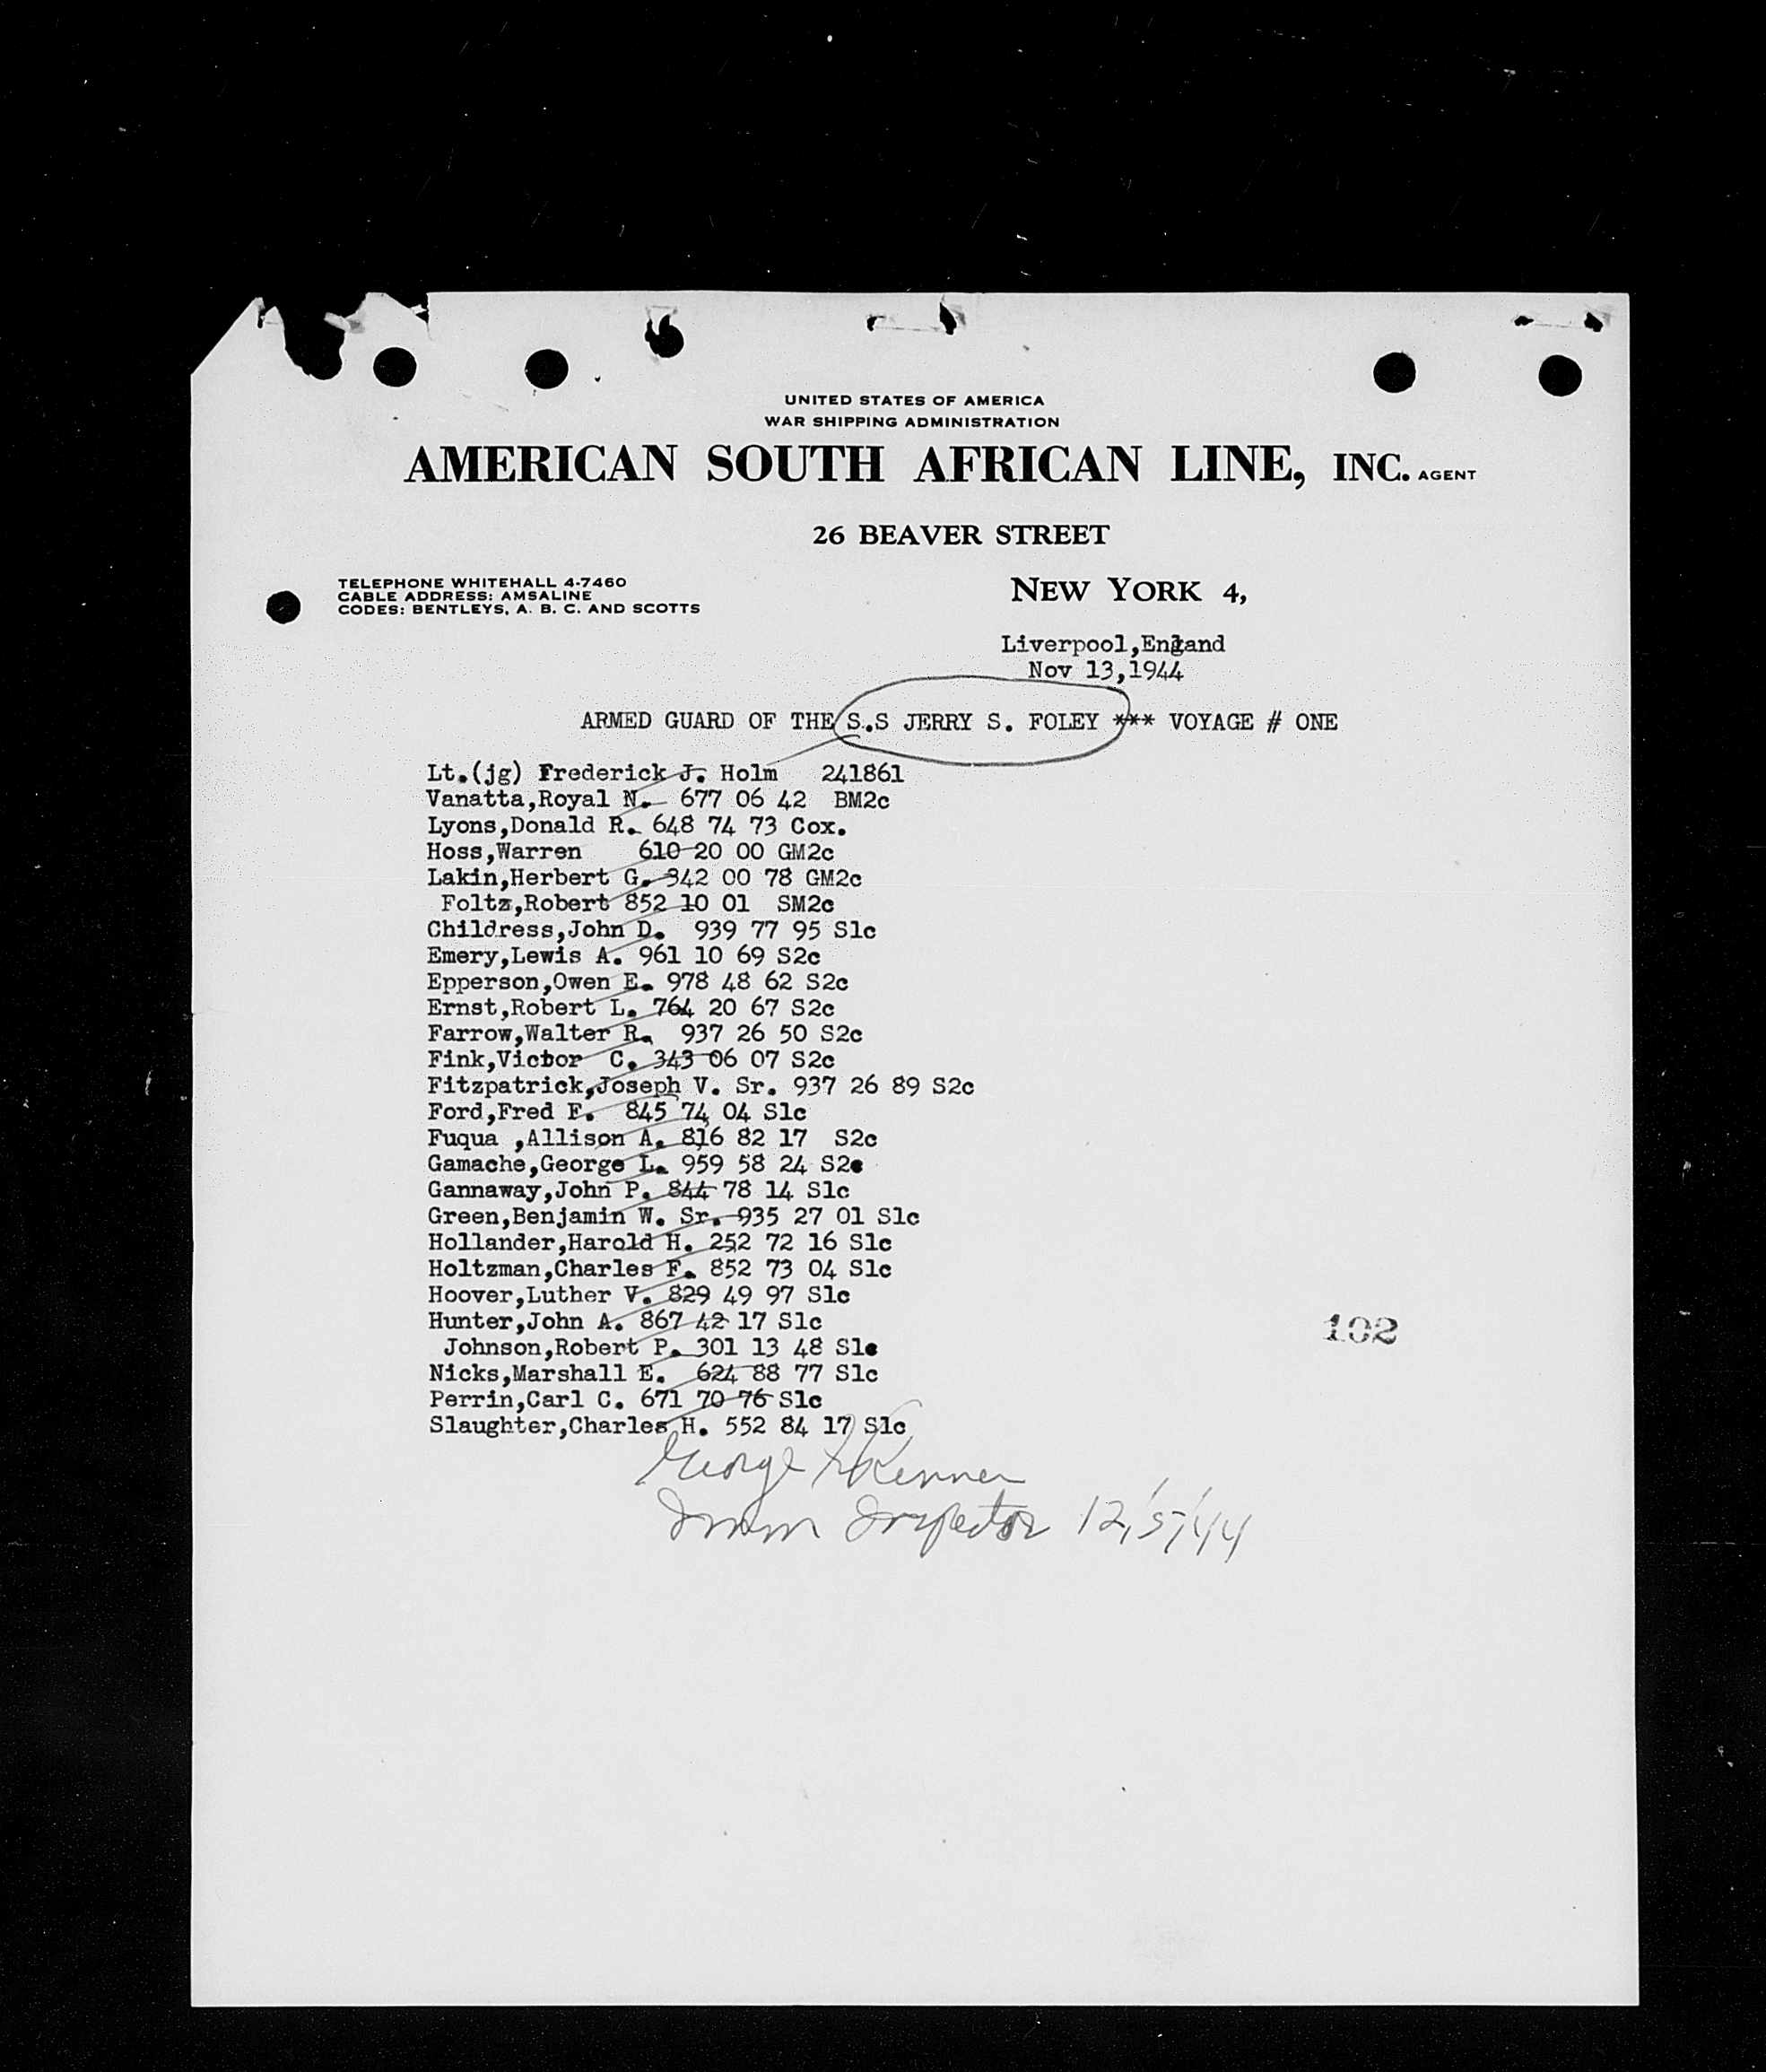 UNITED STATES OF AMERICA
WAR SHIPPING ADMINISTRATION
AMERICAN SOUTH AFRICAN LINE, INC. AGENT
26 BEAVER STREET
TELEPHONE WHITEHALL 4-7460
CABLE ADDRESS: AMSALINE
CODES: BENTLEYS, A. B. C. AND SCOTTS
NEW YORK 4,
Liverpool,England
Nov 13,1944
ARMED GUARD OF THE S.S JERRY S. FOLEY *** VOYAGE # ONE
Lt.(jg) Frederick J. Holm 241861
Vanatta,Royal N. 677 06 42 BM2c
Lyons,Donald R. 648 74 73 Cox.
Hoss,Warren 610 20 00 GM2c
Lakin,Herbert G. 342 00 78 GM2c
Foltz,Robert 852 10 01 SM2c
Childress,John D. 939 77 95 S1c
Emery,Lewis A. 961 10 69 S2c
Epperson,Owen E. 978 48 62 S2c
Ernst,Robert L. 764 20 67 S2c
Farrow,Walter R. 937 26 50 S2c
Fink,Victor C. 343 06 07 S2c
Fitzpatrick,Joseph V. Sr. 937 26 89 S2c
Ford,Fred F. 845 74 04 S1c
Fuqua ,Allison A. 816 82 17 S2c
Gamache,George L. 959 58 24 S2c
Gannaway,John P. 844 78 14 S1c
Green,Benjamin W. Sr. 935 27 01 S1c
Hollander,Harold H. 252 72 16 S1c
Holtzman,Charles F. 852 73 04 S1c
Hoover,Luther V. 829 49 97 S1c
Hunter,John A. 867 42 17 S1c
102
Johnson,Robert P. 301 13 48 S1c
Nicks,Marshall E. 624 88 77 S1c
Perrin,Carl C. 671 70 76 S1c
Slaughter,Charles H. 552 84 17 S1c
George
Imm Inspector 12/5/44